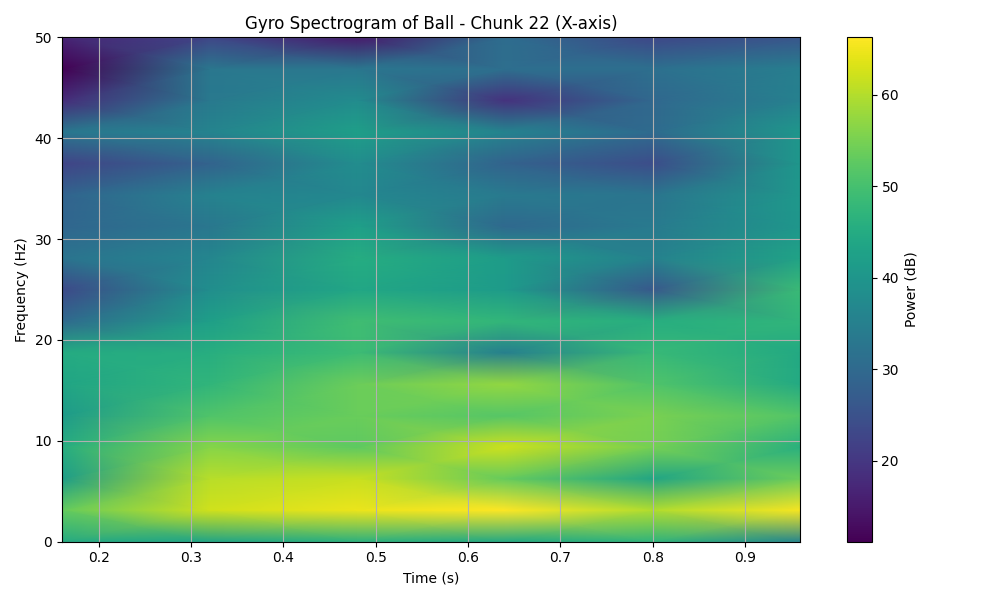 Gyro Spectrogram of Ball - Chunk 22 (X-axis)
50
40
30
20
10
0
Frequency (Hz)
0.2 0.3 0.4 0.5 0.6 0.7 0.8 0.9
Time (s)
60
50
40
30
20
Power (dB)